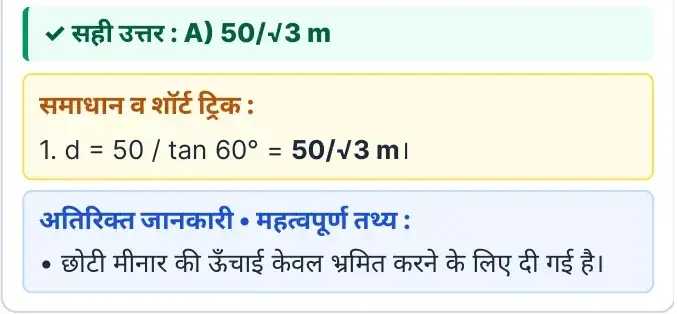 ✓ सही उत्तर : A) 50/√3 m
समाधान व शॉर्ट ट्रिक :
1. d = 50 / tan 60° = 50/√3 m।
अतिरिक्त जानकारी • महत्वपूर्ण तथ्य :
• छोटी मीनार की ऊँचाई केवल भ्रमित करने के लिए दी गई है।